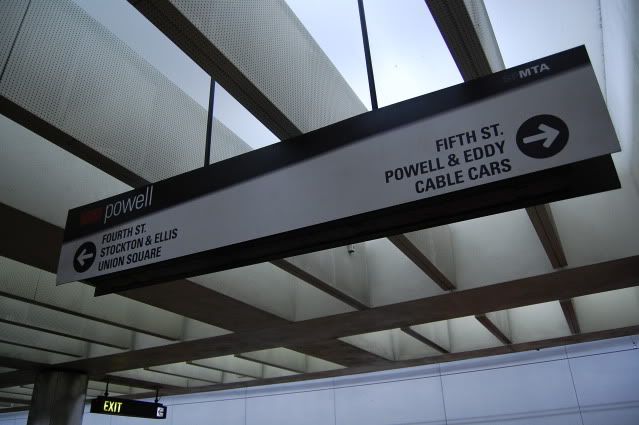 SFMTA
powell
FOURTH ST.
STOCKTON & ELLIS
UNION SQUARE
FIFTH ST.
POWELL & EDDY
CABLE CARS
EXIT